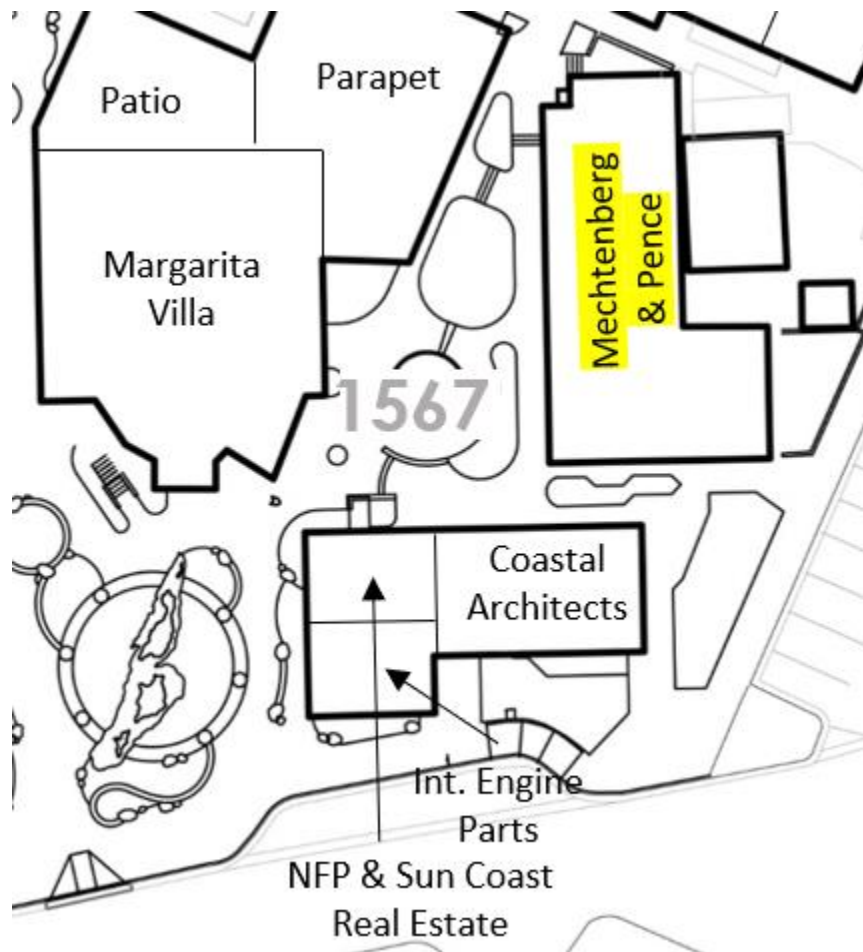 Patio
Parapet
Margarita
Villa
Mechtenberg
& Pence
1567
Coastal
Architects
Int. Engine
Parts
NFP & Sun Coast
Real Estate